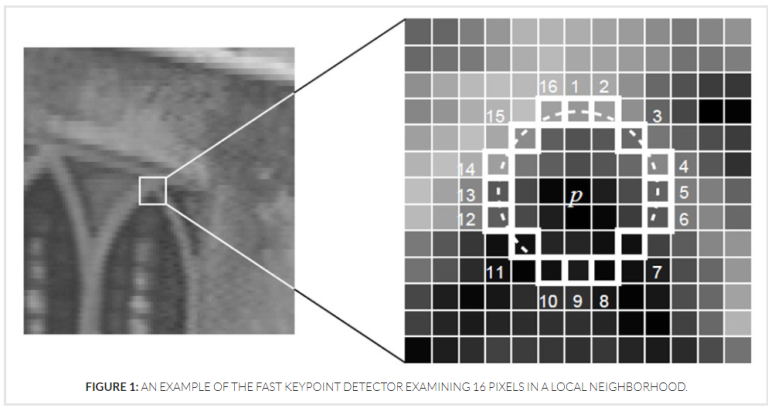 16 1 2
15 3
14 4
13 p 5
12 6
11 7
10 9 8
FIGURE 1: AN EXAMPLE OF THE FAST KEYPOINT DETECTOR EXAMINING 16 PIXELS IN A LOCAL NEIGHBORHOOD.